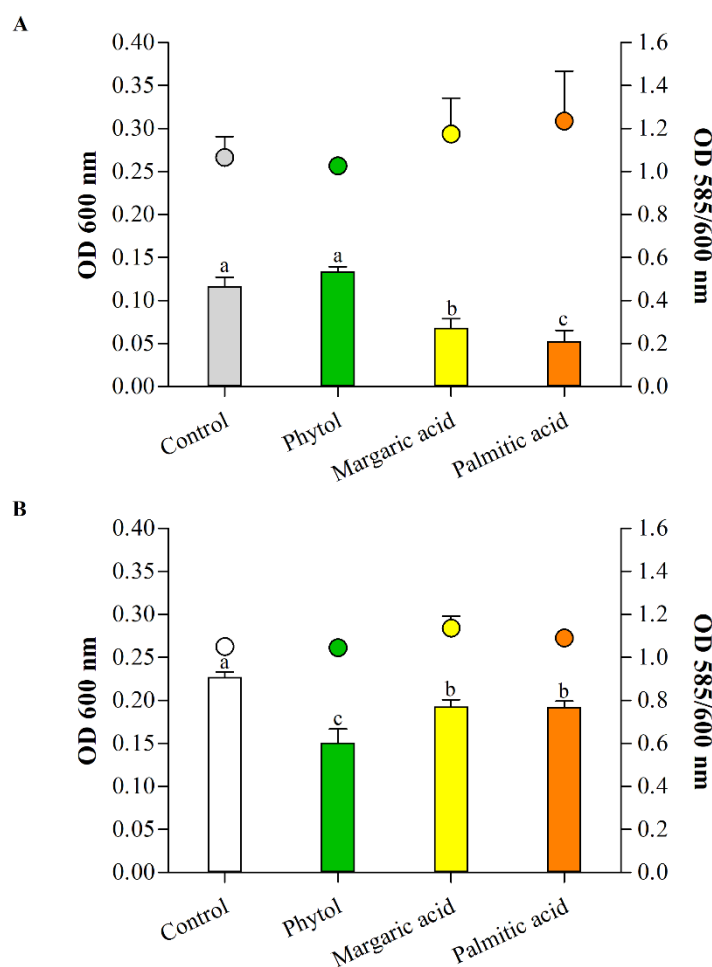 A
0.40
0.35
0.30
0.25
0.20
0.15
0.10
0.05
0.00
OD 600 nm
a
a
b
c
1.6
1.4
1.2
1.0
0.8
0.6
0.4
0.2
0.0
OD 585/600 nm
Control
Phytol
Margaric acid
Palmitic acid
B
0.40
0.35
0.30
0.25
0.20
0.15
0.10
0.05
0.00
OD 600 nm
a
c
b
b
1.6
1.4
1.2
1.0
0.8
0.6
0.4
0.2
0.0
OD 585/600 nm
Control
Phytol
Margaric acid
Palmitic acid